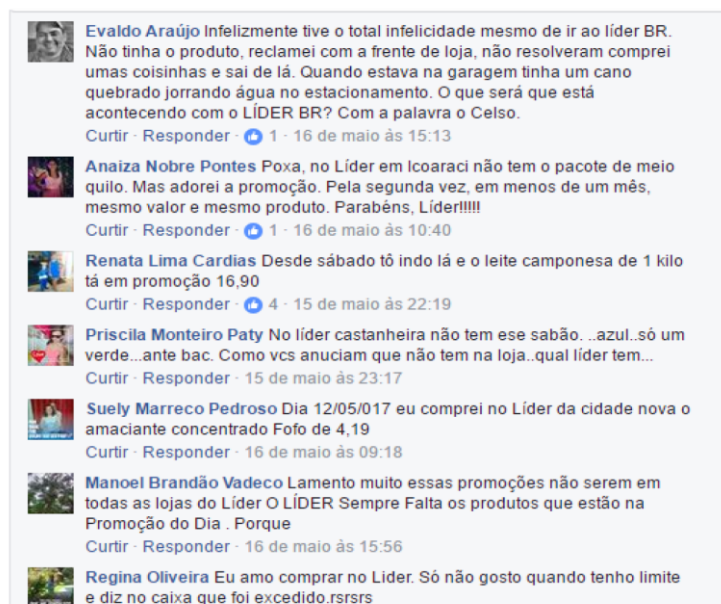 Evaldo Araújo Infelizmente tive o total infelicidade mesmo de ir ao líder BR.
Não tinha o produto, reclamei com a frente de loja, não resolveram comprei
umas coisinhas e sai de lá. Quando estava na garagem tinha um cano
quebrado jorrando água no estacionamento. O que será que está
acontecendo com o LÍDER BR? Com a palavra o Celso.
Curtir · Responder · 1 · 16 de maio às 15:13
Anaiza Nobre Pontes Poxa, no Líder em Icoaraci não tem o pacote de meio
quilo. Mas adorei a promoção. Pela segunda vez, em menos de um mês,
mesmo valor e mesmo produto. Parabéns, Líder!!!!!
Curtir · Responder · 1 · 16 de maio às 10:40
Renata Lima Cardias Desde sábado tô indo lá e o leite camponesa de 1 kilo
tá em promoção 16,90
Curtir · Responder · 4 · 15 de maio às 22:19
Priscila Monteiro Paty No líder castanheira não tem ese sabão. ..azul..só um
verde...ante bac. Como vcs anuciam que não tem na loja..qual líder tem...
Curtir · Responder · 15 de maio às 23:17
Suely Marreco Pedroso Dia 12/05/017 eu comprei no Líder da cidade nova o
amaciante concentrado Fofo de 4,19
Curtir · Responder · 16 de maio às 09:18
Manoel Brandão Vadeco Lamento muito essas promoções não serem em
todas as lojas do Líder O LÍDER Sempre Falta os produtos que estão na
Promoção do Dia . Porque
Curtir · Responder · 16 de maio às 15:56
Regina Oliveira Eu amo comprar no Lider. Só não gosto quando tenho limite
e diz no caixa que foi excedido.rsrsrs